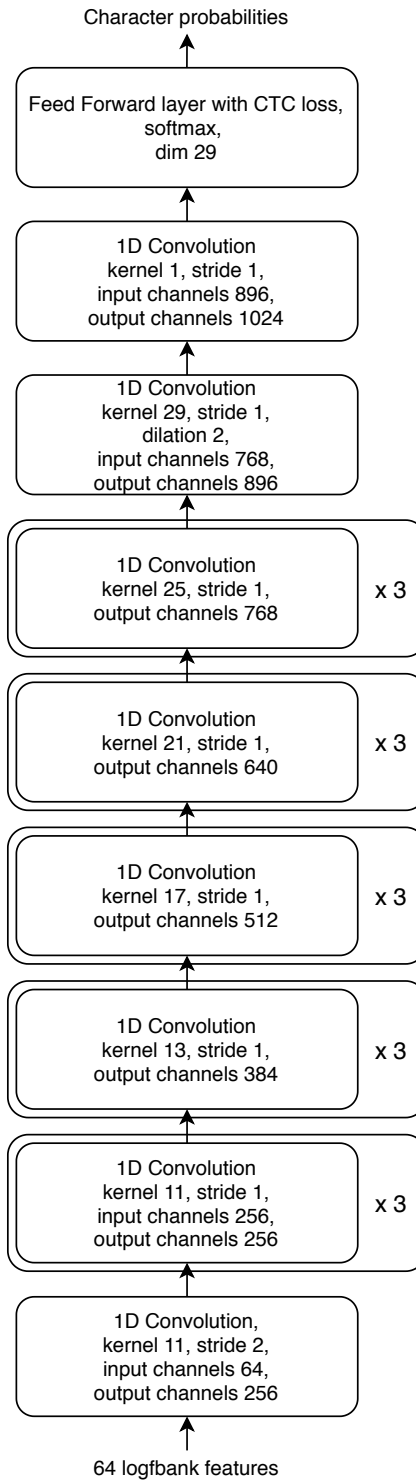 Character probabilities
Feed Forward layer with CTC loss,
softmax,
dim 29
1D Convolution
kernel 1, stride 1,
input channels 896,
output channels 1024
1D Convolution
kernel 29, stride 1,
dilation 2,
input channels 768,
output channels 896
1D Convolution
kernel 25, stride 1,
output channels 768
x 3
1D Convolution
kernel 21, stride 1,
output channels 640
x 3
1D Convolution
kernel 17, stride 1,
output channels 512
x 3
1D Convolution
kernel 13, stride 1,
output channels 384
x 3
1D Convolution
kernel 11, stride 1,
input channels 256,
output channels 256
x 3
1D Convolution,
kernel 11, stride 2,
input channels 64,
output channels 256
64 logfbank features